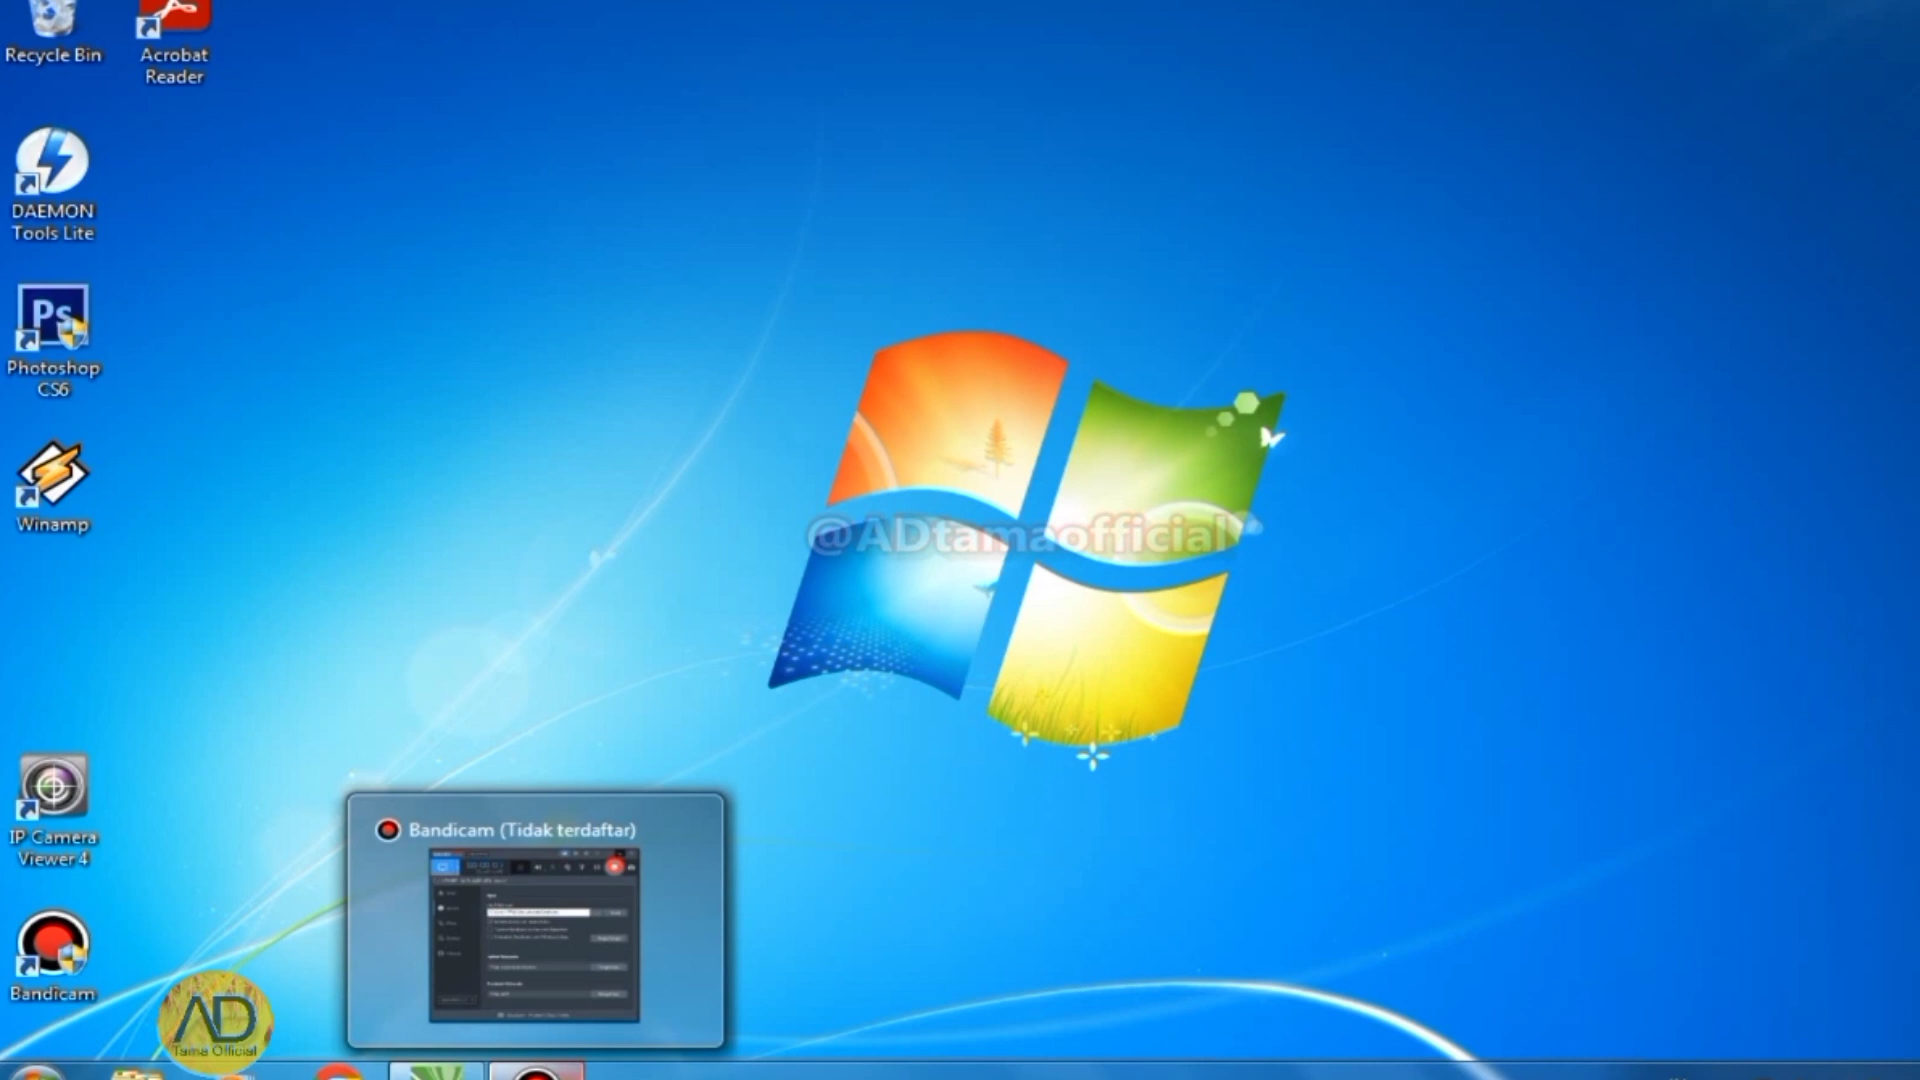 Recycle Bin
Acrobat
Reader
DAEMON
Tools Lite
Ps
Photoshop
CS6
Winamp
@ADtamaofficial
IP Camera
Viewer 4
Bandicam (Tidak terdaftar)
Bandicam
AD
Tama Official